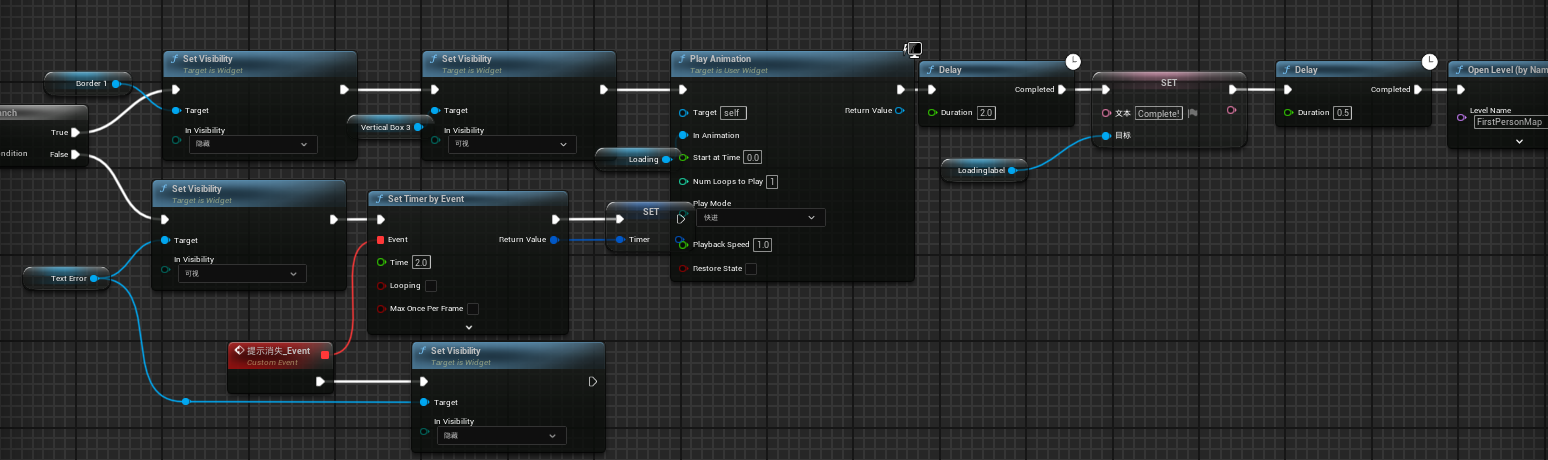 Set Visibility
Target is Widget
Border 1
Target
In Visibility
隐藏
anch
True
ndition
False
Set Visibility
Target is Widget
Target
Vertical Box 3
In Visibility
可视
Play Animation
Target is User Widget
Target
self
Return Value
In Animation
Loading
Start at Time
0.0
Num Loops to Play
1
Play Mode
快进
Playback Speed
1.0
Restore State
Delay
Completed
Duration
2.0
SET
文本
Complete!
目标
Loadinglabel
Delay
Completed
Duration
0.5
Open Level (by Nam
Level Name
FirstPersonMap
Set Visibility
Target is Widget
Target
In Visibility
可视
Text Error
Set Timer by Event
Event
Return Value
Time
2.0
Looping
Max Once Per Frame
SET
Timer
提示消失_Event
Custom Event
Set Visibility
Target is Widget
Target
In Visibility
隐藏